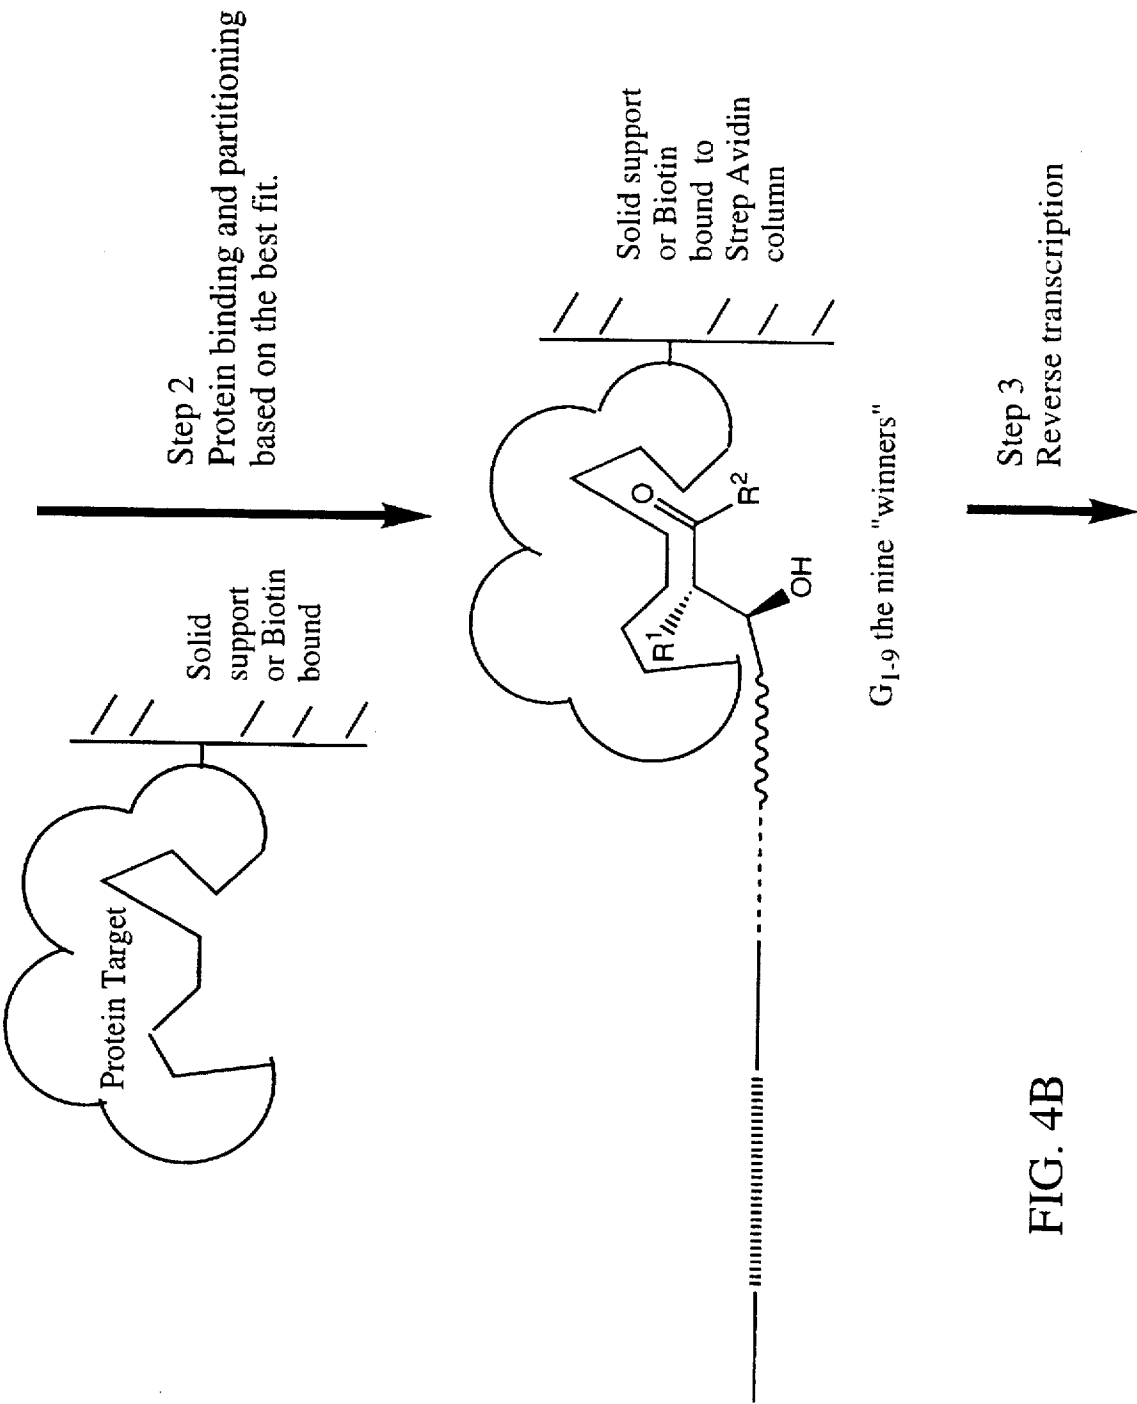 Protein Target
Solid
support
or Biotin
bound
Step 2
Protein binding and partitioning
based on the best fit.
R1
O
R2
OH
Solid support
or Biotin
bound to
Strep Avidin
column
G1-9 the nine "winners"
Step 3
Reverse transcription
FIG. 4B